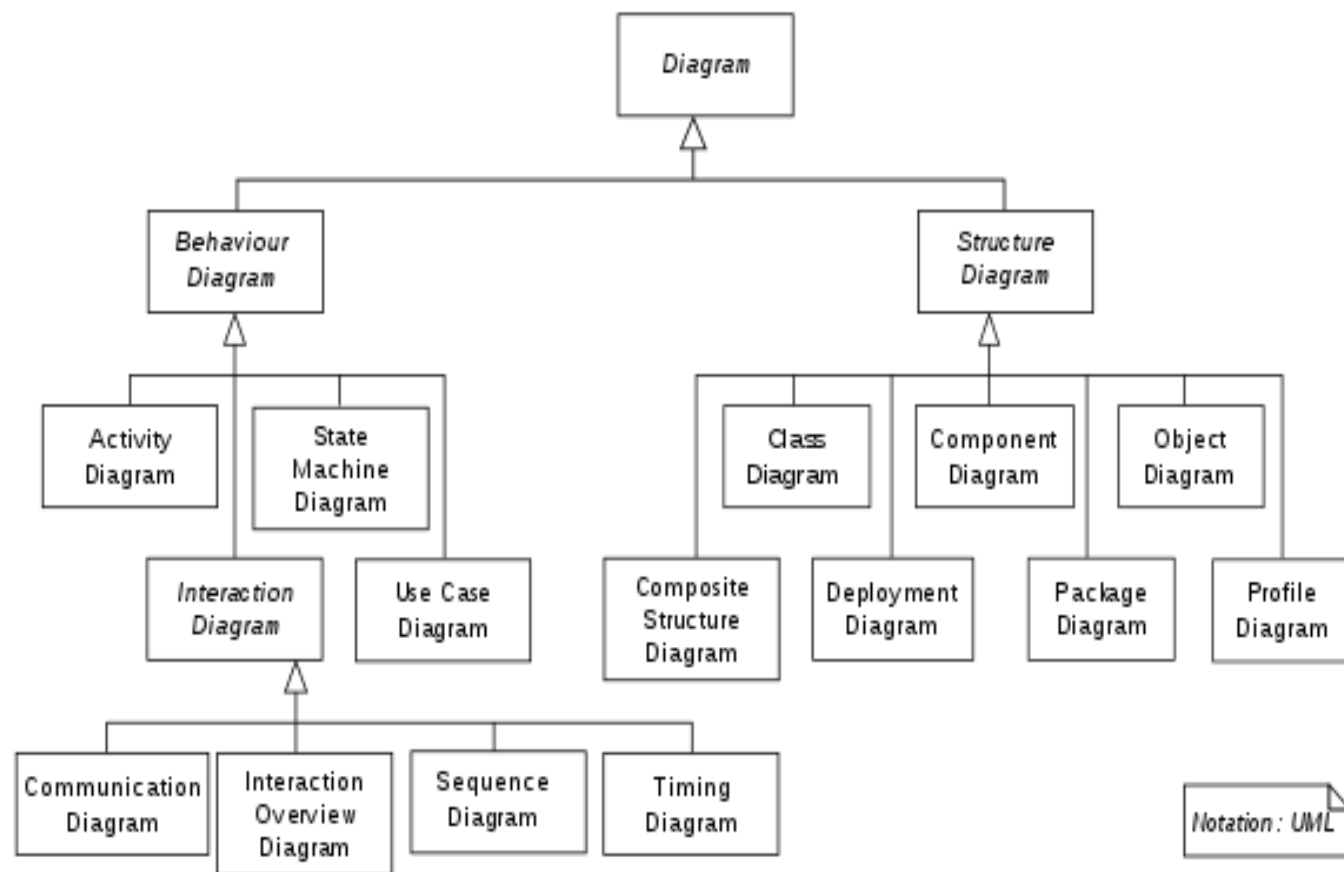 Diagram
Behaviour
Diagram
Structure
Diagram
Activity
Diagram
State
Machine
Diagram
Class
Diagram
Component
Diagram
Object
Diagram
Interaction
Diagram
Use Case
Diagram
Composite
Structure
Diagram
Deployment
Diagram
Package
Diagram
Profile
Diagram
Communication
Diagram
Interaction
Overview
Diagram
Sequence
Diagram
Timing
Diagram
Notation : UML